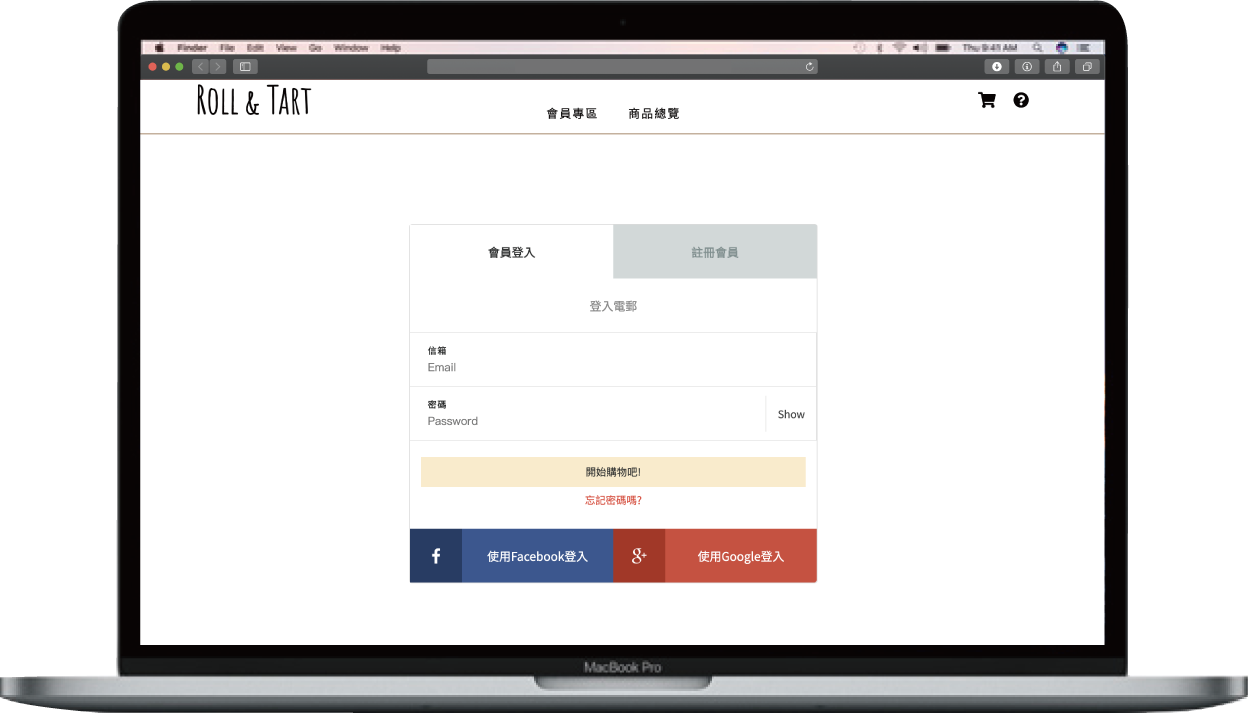 Finder File Edit View Go Window Help
Thu 9:41 AM
ROLL & TART
會員專區 商品總覽
會員登入 註冊會員
登入電郵
信箱
Email
密碼
Password
Show
開始購物吧!
忘記密碼嗎?
f 使用Facebook登入 g+ 使用Google登入
MacBook Pro